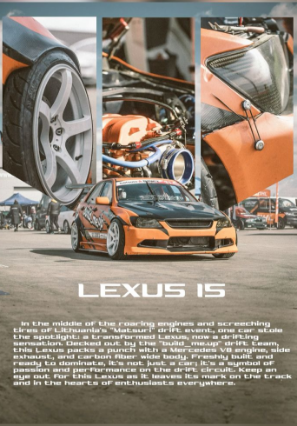 LEXUS IS
In the middle of the roaring engines and screeching
tires of Lithuania's "Matsuri" drift event, one car stole
the spotlight: a transformed Lexus, now a drifting
sensation. Decked out by the "build_meup" drift team,
this Lexus packs a punch with a Mercedes V8 engine, side
exhaust, and carbon fiber wide body. Freshly built and
ready to dominate, it's not just a car; it's a symbol of
passion and performance on the drift circuit. Keep an
eye out for this Lexus as it leaves its mark on the track
and in the hearts of enthusiasts everywhere.